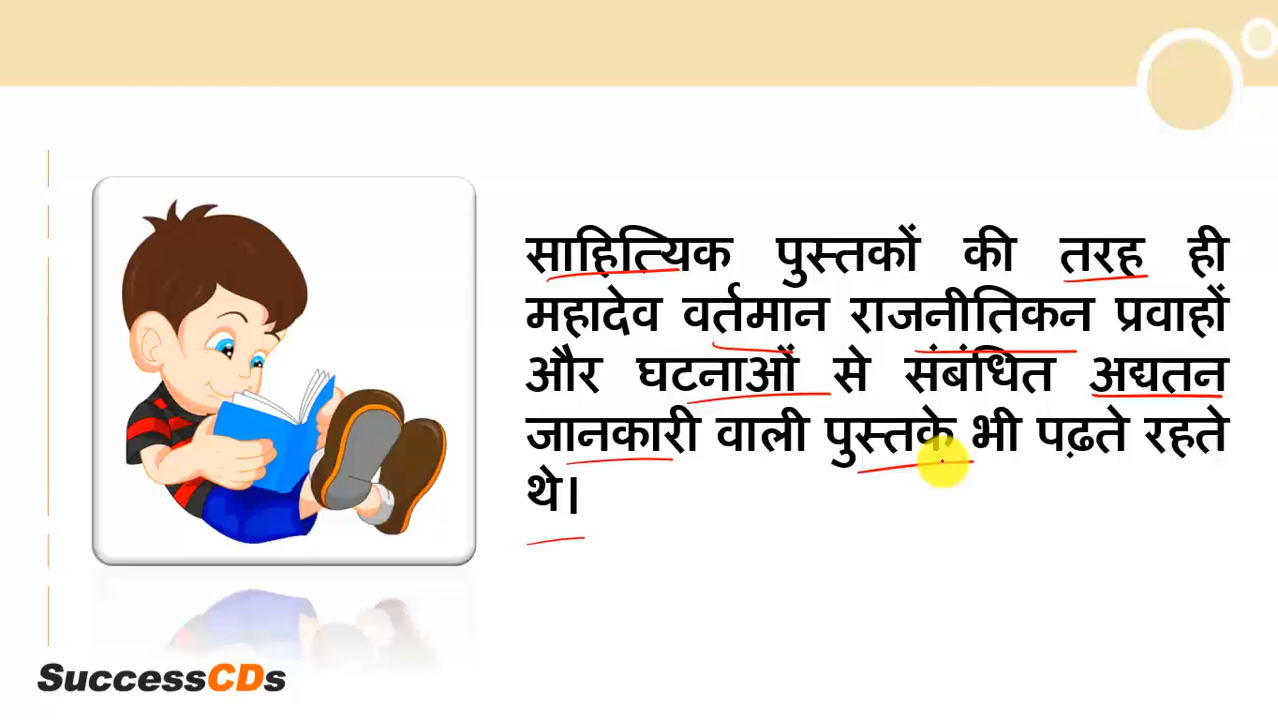 साहित्यिक पुस्तकों की तरह ही
महादेव वर्तमान राजनीतिकन प्रवाहों
और घटनाओं से संबंधित अद्यतन
जानकारी वाली पुस्तके भी पढ़ते रहते
थे।
SuccessCDs